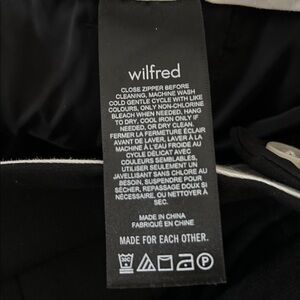 wilfred
CLOSE ZIPPER BEFORE
CLEANING, MACHINE WASH
COLD GENTLE CYCLE WITH LIKE
COLOURS, ONLY NON-CHLORINE
BLEACH WHEN NEEDED, HANG
TO DRY, COOL IRON ONLY IF
NEEDED, OR DRY CLEAN.
FERMER LA FERMETURE ÉCLAIR
AVANT DE LAVER, LAVER À LA
MACHINE À L'EAU FROIDE AU
CYCLE DÉLICAT AVEC
COULEURS SEMBLABLES,
UTILISER SEULEMENT UN
JAVELLISANT SANS CHLORE AU
BESOIN, SUSPENDRE POUR
SÉCHER, REPASSAGE DOUX SI
NÉCESSAIRE, OU NETTOYER À
SEC.
MADE IN CHINA
FABRIQUÉ EN CHINE
MADE FOR EACH OTHER.
P